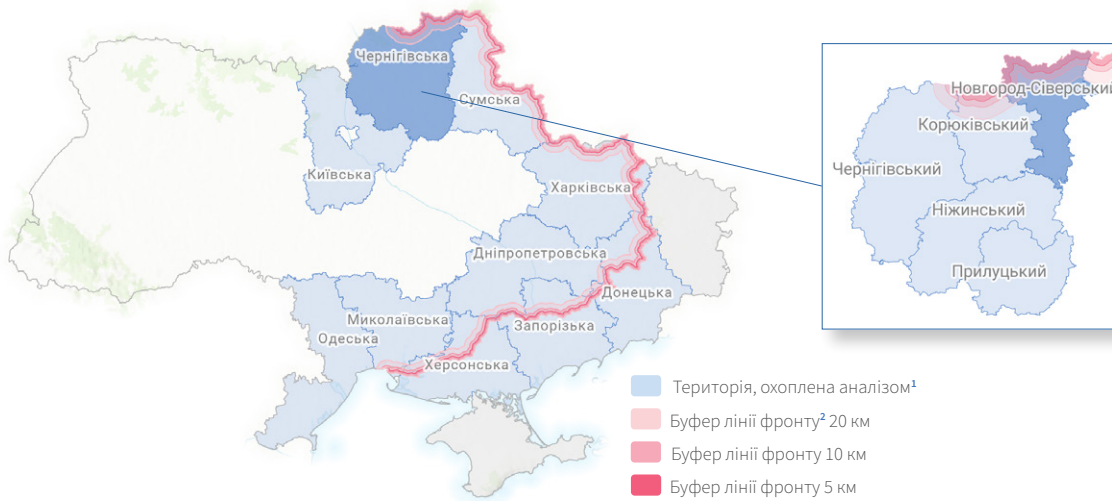 Чернігівська
Сумська
Київська
Харківська
Дніпропетровська
Донецька
Миколаївська
Запорізька
Одеська
Херсонська
Новгород-Сіверський
Корюківський
Чернігівський
Ніжинський
Прилуцький
Територія, охоплена аналізом¹
Буфер лінії фронту² 20 км
Буфер лінії фронту 10 км
Буфер лінії фронту 5 км